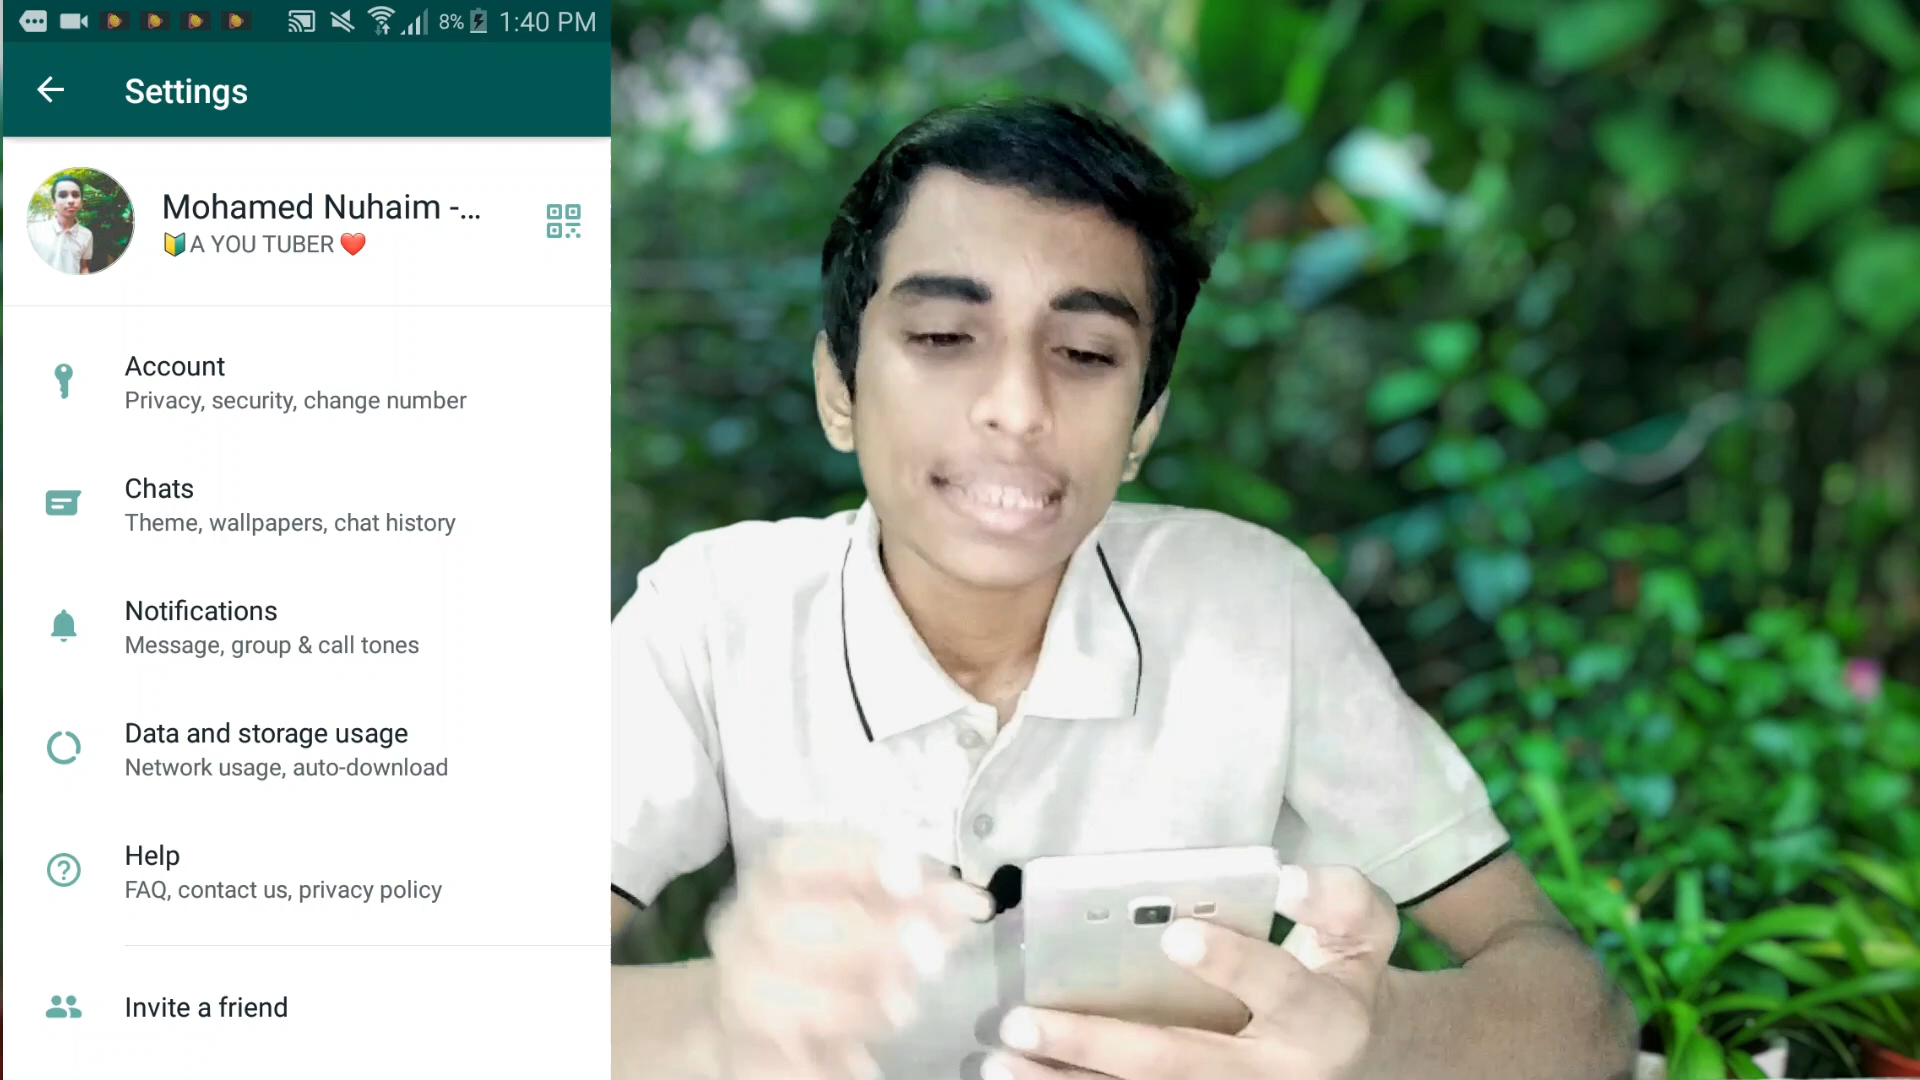 8% 1:40 PM
Settings
Mohamed Nuhaim -...
🔰A YOU TUBER ❤️
Account
Privacy, security, change number
Chats
Theme, wallpapers, chat history
Notifications
Message, group & call tones
Data and storage usage
Network usage, auto-download
Help
FAQ, contact us, privacy policy
Invite a friend